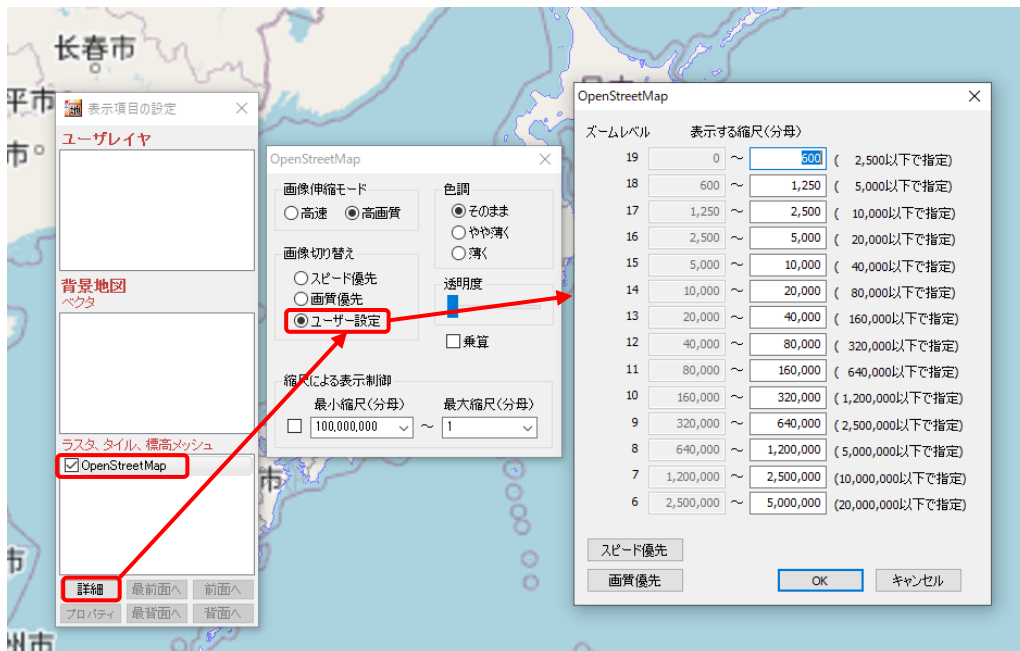 长春市
平市
市
日本
市
市
州市
表示項目の設定
ユーザレイヤ
背景地図
ベクタ
ラスタ、タイル、標高メッシュ
OpenStreetMap
詳細
最前面へ
前面へ
プロパティ
最背面へ
背面へ
OpenStreetMap
画像伸縮モード
高速
高画質
画像切り替え
スピード優先
画質優先
ユーザー設定
色調
そのまま
やや薄く
薄く
透明度
乗算
縮尺による表示制御
最小縮尺(分母)
最大縮尺(分母)
100,000,000 ~ 1
OpenStreetMap
ズームレベル 表示する縮尺(分母)
19 0 ~ 600 ( 2,500以下で指定)
18 600 ~ 1,250 ( 5,000以下で指定)
17 1,250 ~ 2,500 ( 10,000以下で指定)
16 2,500 ~ 5,000 ( 20,000以下で指定)
15 5,000 ~ 10,000 ( 40,000以下で指定)
14 10,000 ~ 20,000 ( 80,000以下で指定)
13 20,000 ~ 40,000 ( 160,000以下で指定)
12 40,000 ~ 80,000 ( 320,000以下で指定)
11 80,000 ~ 160,000 ( 640,000以下で指定)
10 160,000 ~ 320,000 ( 1,200,000以下で指定)
9 320,000 ~ 640,000 ( 2,500,000以下で指定)
8 640,000 ~ 1,200,000 ( 5,000,000以下で指定)
7 1,200,000 ~ 2,500,000 (10,000,000以下で指定)
6 2,500,000 ~ 5,000,000 (20,000,000以下で指定)
スピード優先
画質優先
OK
キャンセル